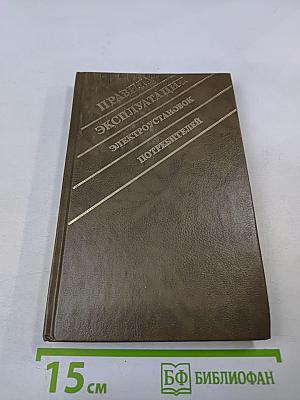 ПРАВИЛА
ЭКСПЛУАТАЦИИ
ЭЛЕКТРОУСТАНОВОК
ПОТРЕБИТЕЛЕЙ
15 см
БФ БИБЛИОФАН